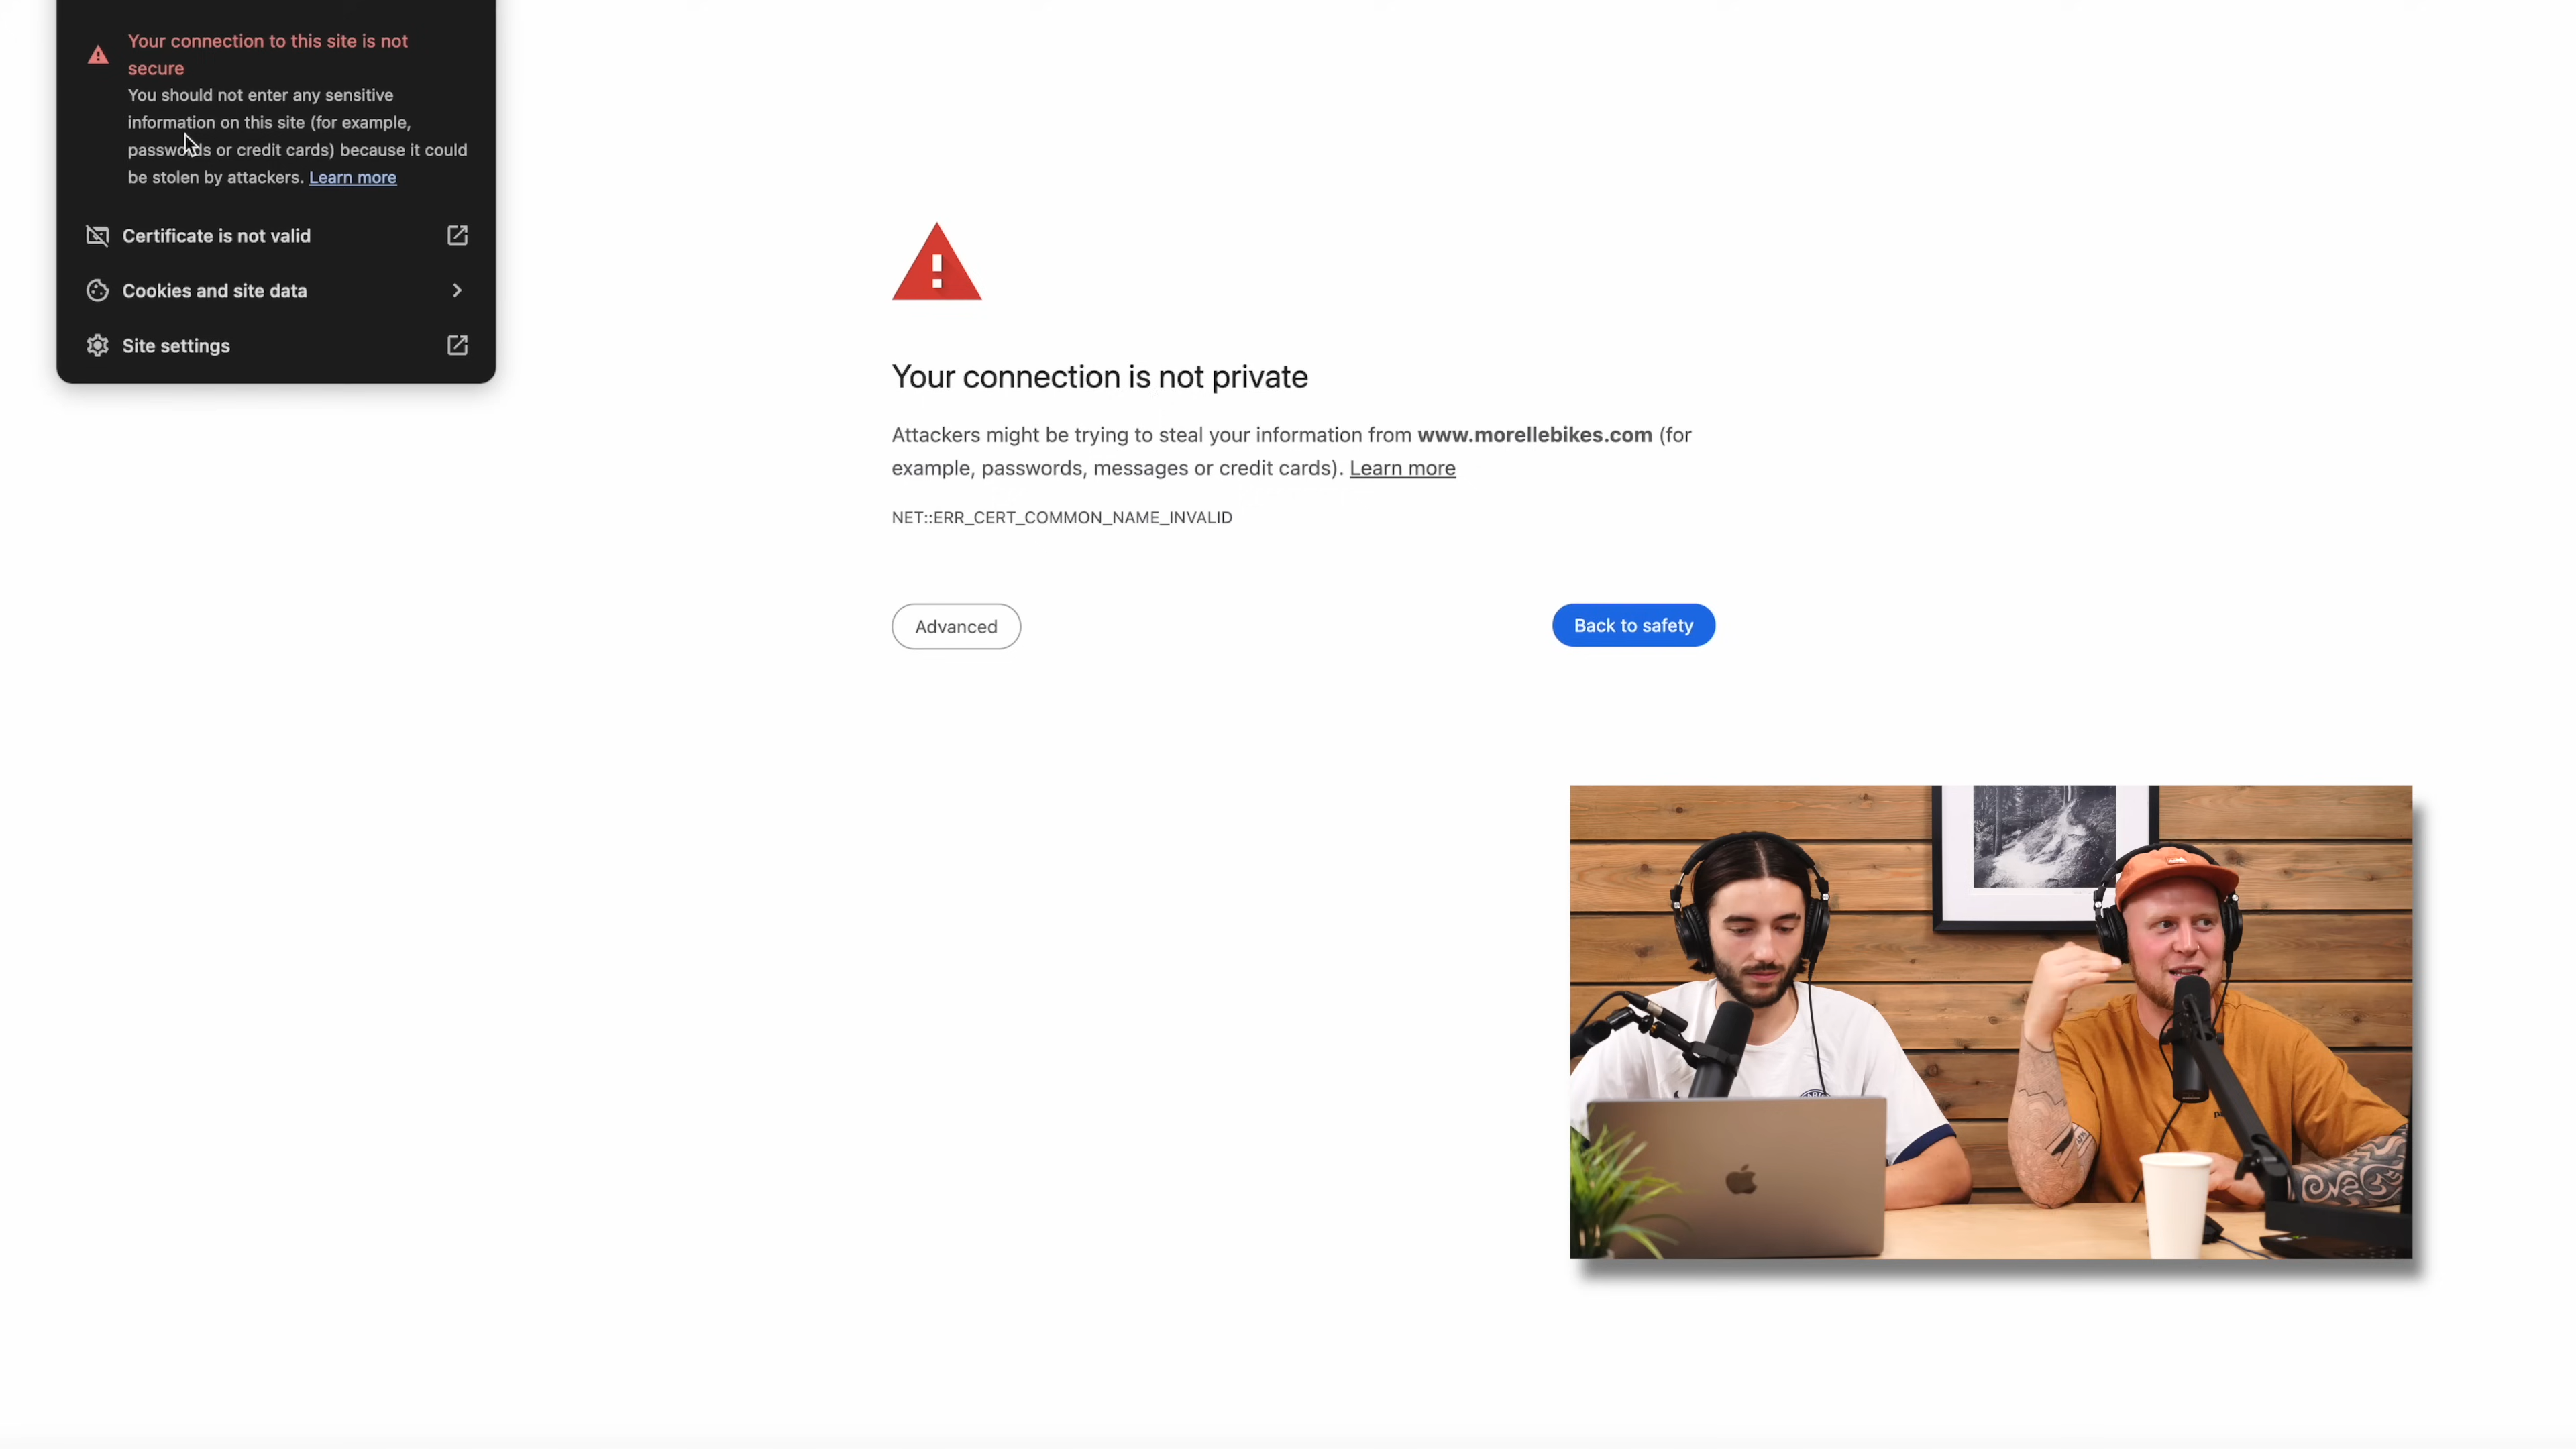 Your connection to this site is not
secure
You should not enter any sensitive
information on this site (for example,
passwords or credit cards) because it could
be stolen by attackers. Learn more
Certificate is not valid
Cookies and site data
Site settings
Your connection is not private
Attackers might be trying to steal your information from www.morellebikes.com (for
example, passwords, messages or credit cards). Learn more
NET::ERR_CERT_COMMON_NAME_INVALID
Advanced
Back to safety